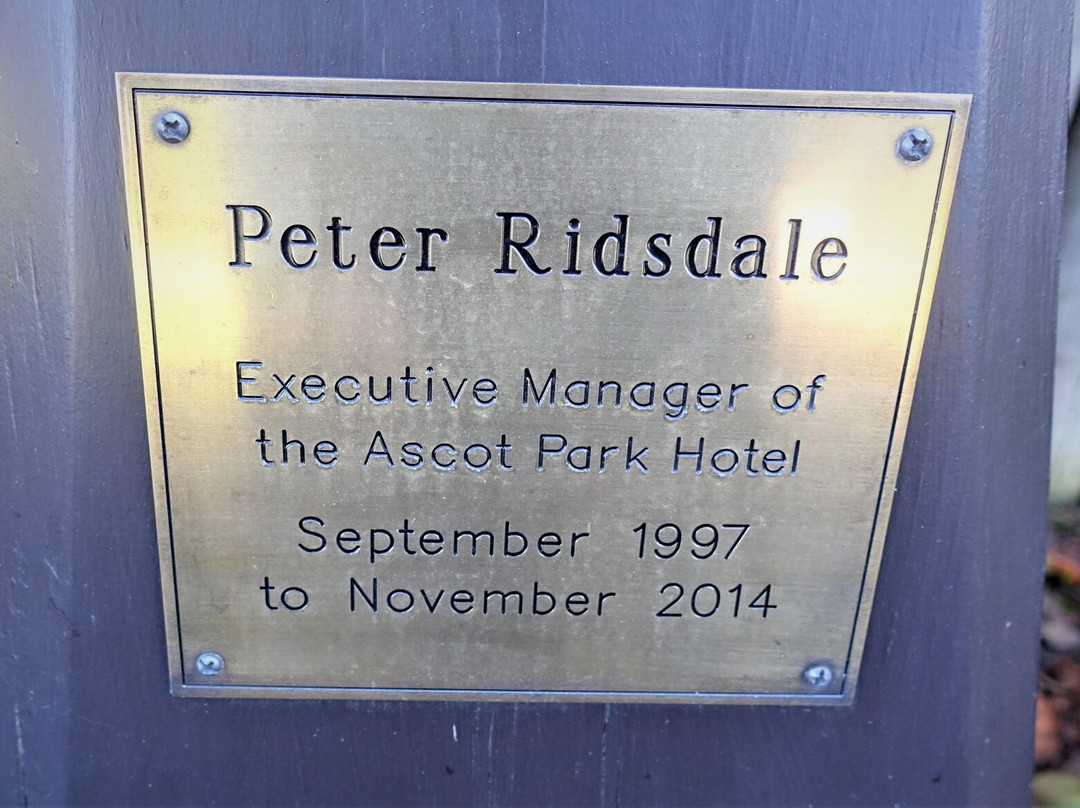 Peter Ridsdale
Executive Manager of
the Ascot Park Hotel
September 1997
to November 2014